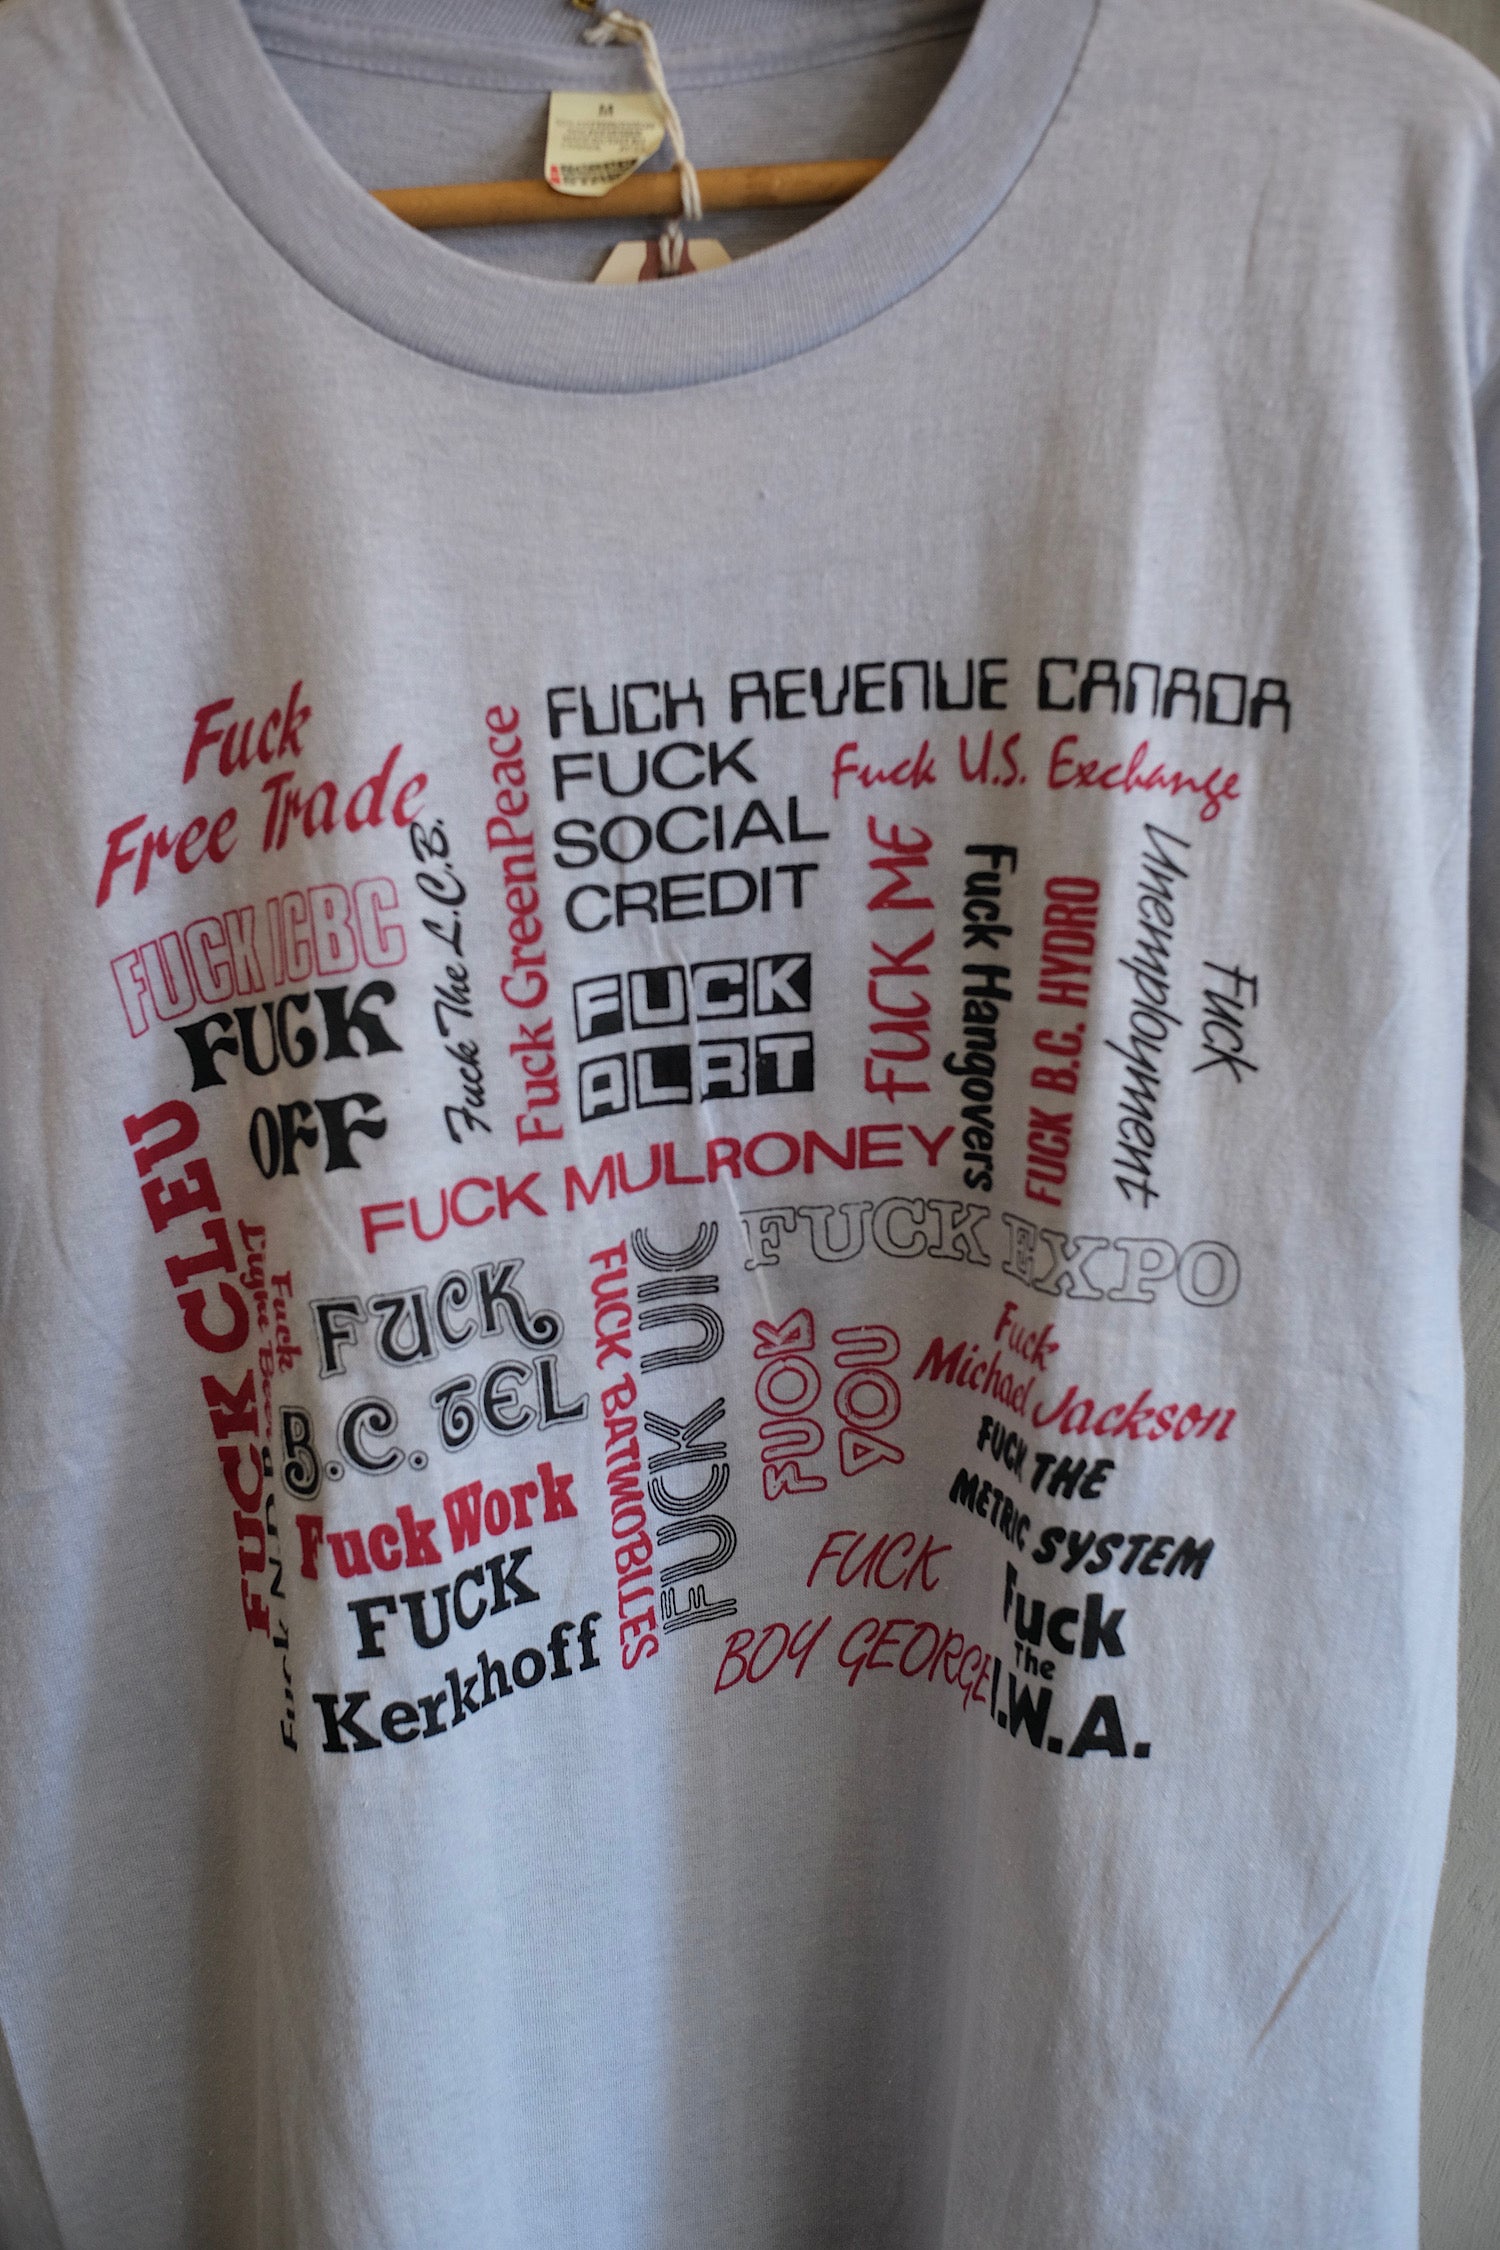 M
Fuck
Free Trade
FUCK ICBC
FUCK
OFF
Fuck The L.C.B.
Fuck GreenPeace
FUCK REVENUE CANADA
FUCK
SOCIAL
CREDIT
Fuck U.S. Exchange
FUCK
ALRT
FUCK ME
Fuck Hangovers
FUCK B.C. HYDRO
Fuck
Unemployment
FUCK MULRONEY
FUCK CLEU
Fuck
FUCK
B.C. TEL
Fuck Work
FUCK
Kerkhoff
FUCK BATMOBILES
FUCK UIC
FUCK EXPO
FUCK
YOU
Fuck
Michael Jackson
FUCK THE
METRIC SYSTEM
FUCK
BOY GEORGE
Fuck
The
I.W.A.